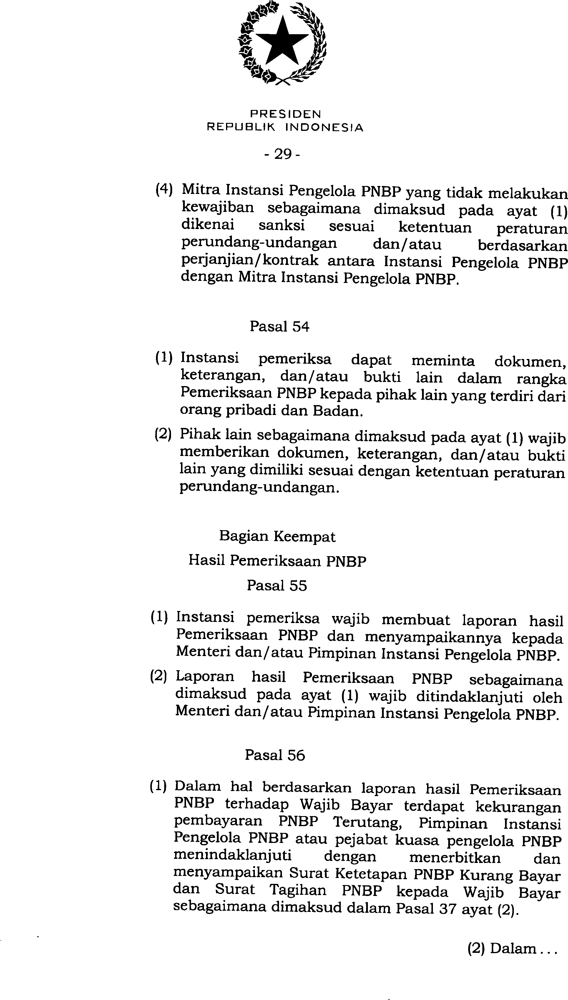 PRESIDEN
REPUBLIK INDONESIA
- 29 -
(4) Mitra Instansi Pengelola PNBP yang tidak melakukan
kewajiban sebagaimana dimaksud pada ayat (1)
dikenai sanksi sesuai ketentuan peraturan
perundang-undangan dan/atau berdasarkan
perjanjian/kontrak antara Instansi Pengelola PNBP
dengan Mitra Instansi Pengelola PNBP.
Pasal 54
(1) Instansi pemeriksa dapat meminta dokumen,
keterangan, dan/atau bukti lain dalam rangka
Pemeriksaan PNBP kepada pihak lain yang terdiri dari
orang pribadi dan Badan.
(2) Pihak lain sebagaimana dimaksud pada ayat (1) wajib
memberikan dokumen, keterangan, dan/atau bukti
lain yang dimiliki sesuai dengan ketentuan peraturan
perundang-undangan.
Bagian Keempat
Hasil Pemeriksaan PNBP
Pasal 55
(1) Instansi pemeriksa wajib membuat laporan hasil
Pemeriksaan PNBP dan menyampaikannya kepada
Menteri dan/atau Pimpinan Instansi Pengelola PNBP.
(2) Laporan hasil Pemeriksaan PNBP sebagaimana
dimaksud pada ayat (1) wajib ditindaklanjuti oleh
Menteri dan/atau Pimpinan Instansi Pengelola PNBP.
Pasal 56
(1) Dalam hal berdasarkan laporan hasil Pemeriksaan
PNBP terhadap Wajib Bayar terdapat kekurangan
pembayaran PNBP Terutang, Pimpinan Instansi
Pengelola PNBP atau pejabat kuasa pengelola PNBP
menindaklanjuti dengan menerbitkan dan
menyampaikan Surat Ketetapan PNBP Kurang Bayar
dan Surat Tagihan PNBP kepada Wajib Bayar
sebagaimana dimaksud dalam Pasal 37 ayat (2).
(2) Dalam . . .